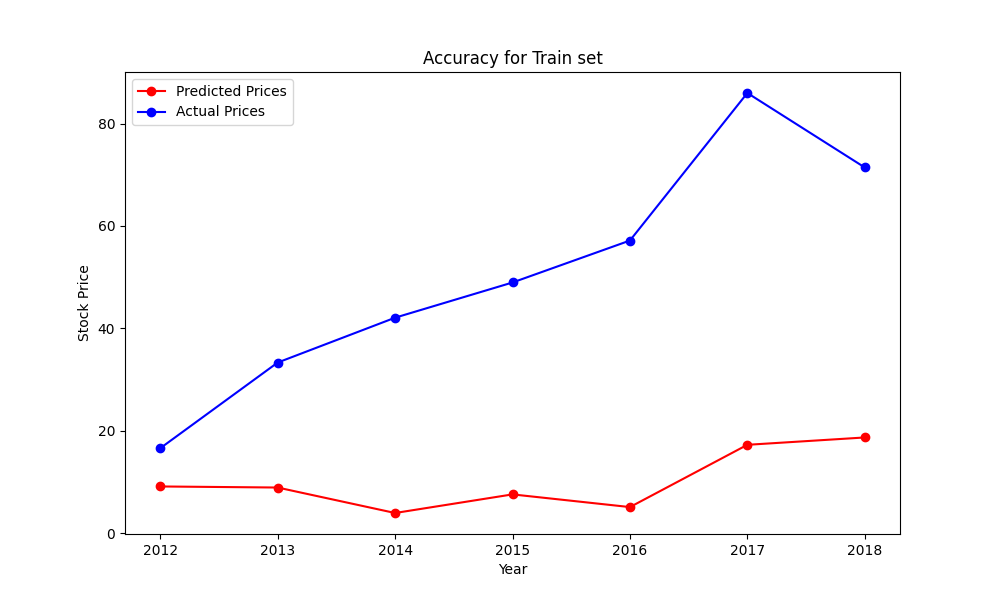 Accuracy for Train set
Predicted Prices
Actual Prices
80
60
40
20
0
Stock Price
2012 2013 2014 2015 2016 2017 2018
Year